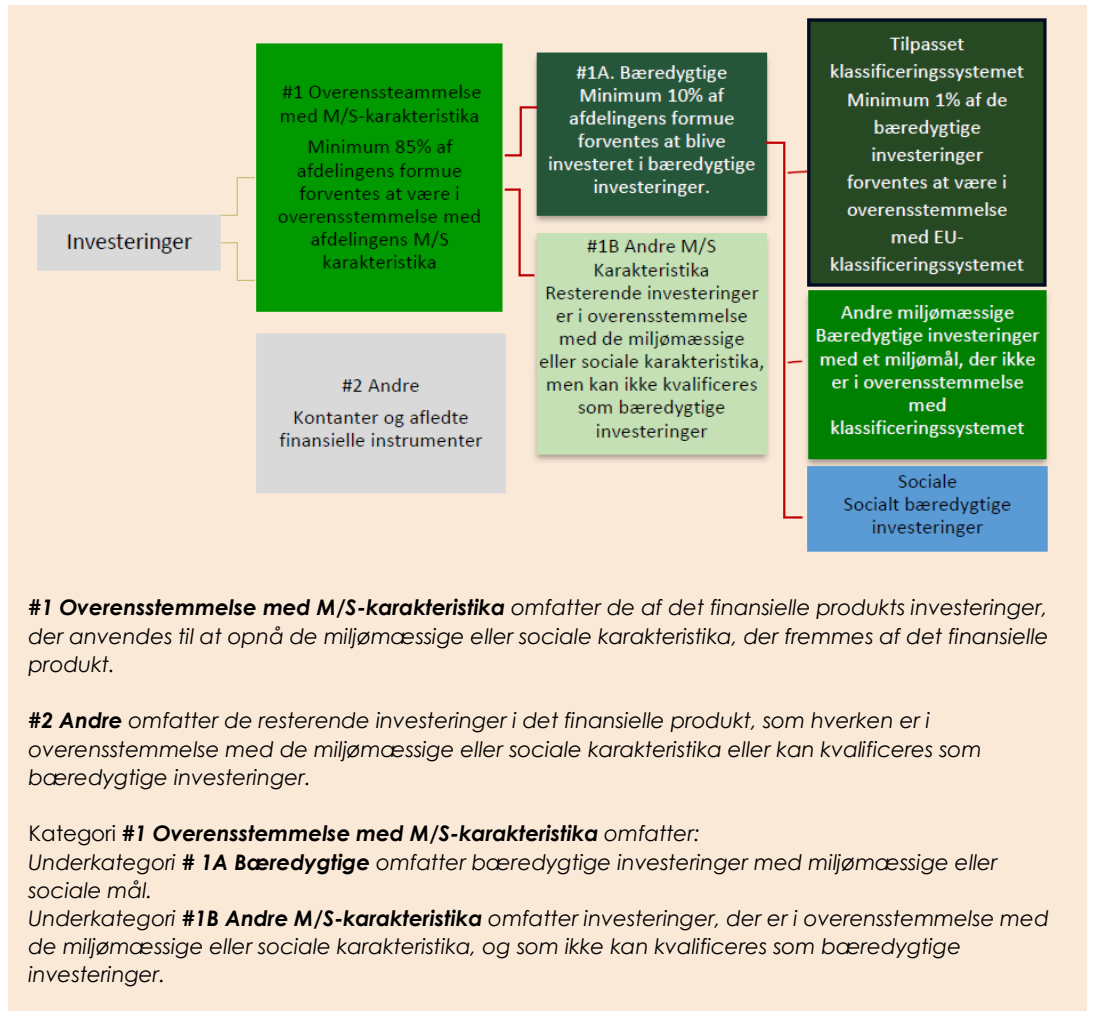 Investeringer
#1 Overenssteammelse
med M/S-karakteristika
Minimum 85% af
afdelingens formue
forventes at være i
overensstemmelse med
afdelingens M/S
karakteristika
#2 Andre
Kontanter og afledte
finansielle instrumenter
#1A. Bæredygtige
Minimum 10% af
afdelingens formue
forventes at blive
investeret i bæredygtige
investeringer.
#1B Andre M/S
Karakteristika
Resterende investeringer
er i overensstemmelse
med de miljømæssige
eller sociale karakteristika,
men kan ikke kvalificeres
som bæredygtige
investeringer
Tilpasset
klassificeringssystemet
Minimum 1% af de
bæredygtige
investeringer
forventes at være i
overensstemmelse
med EU-
klassificeringssystemet
Andre miljømæssige
Bæredygtige investeringer
med et miljømål, der ikke
er i overensstemmelse
med
klassificeringssystemet
Sociale
Socialt bæredygtige
investeringer
#1 Overensstemmelse med M/S-karakteristika omfatter de af det finansielle produkts investeringer,
der anvendes til at opnå de miljømæssige eller sociale karakteristika, der fremmes af det finansielle
produkt.
#2 Andre omfatter de resterende investeringer i det finansielle produkt, som hverken er i
overensstemmelse med de miljømæssige eller sociale karakteristika eller kan kvalificeres som
bæredygtige investeringer.
Kategori #1 Overensstemmelse med M/S-karakteristika omfatter:
Underkategori # 1A Bæredygtige omfatter bæredygtige investeringer med miljømæssige eller
sociale mål.
Underkategori #1B Andre M/S-karakteristika omfatter investeringer, der er i overensstemmelse med
de miljømæssige eller sociale karakteristika, og som ikke kan kvalificeres som bæredygtige
investeringer.